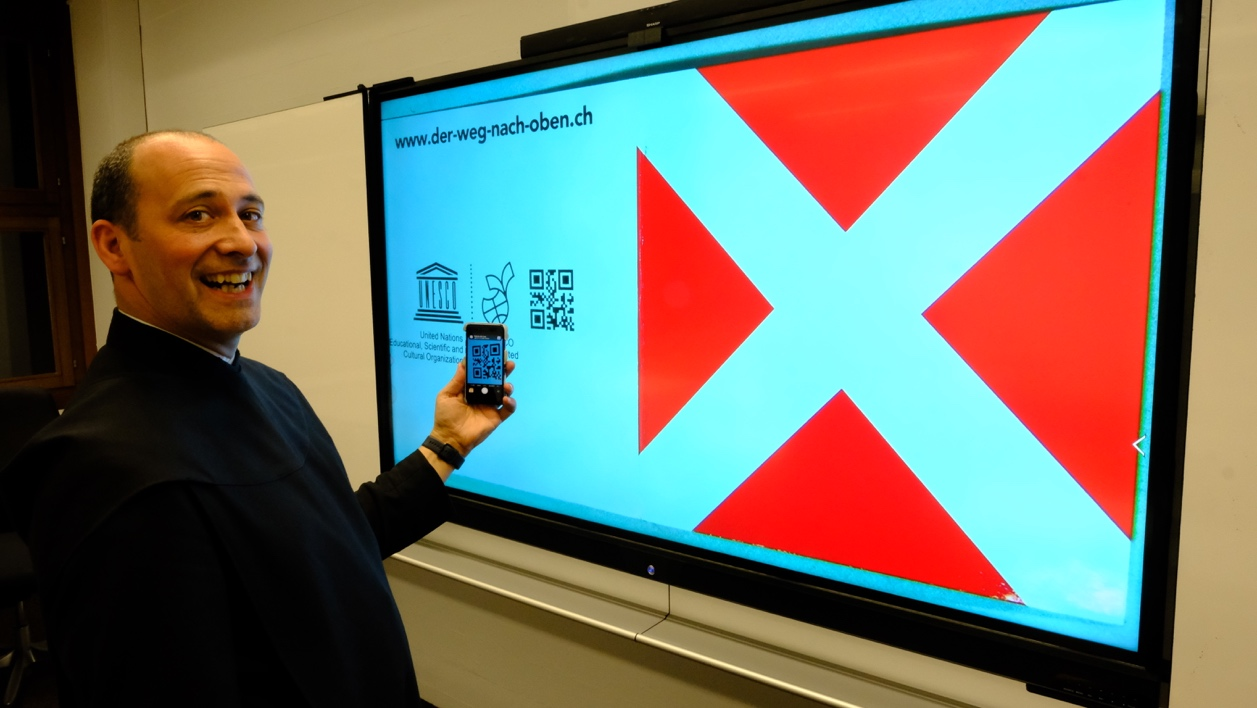 www.der-weg-nach-oben.ch
UNESCO
United Nations
Educational, Scientific and
Cultural Organization